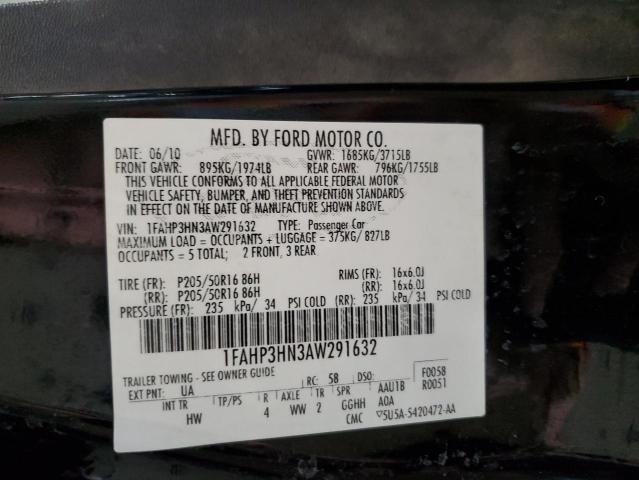 MFD. BY FORD MOTOR CO.
DATE: 06/10 GVWR: 1685KG/3715LB
FRONT GAWR: 895KG/1974LB REAR GAWR: 796KG/1755LB
THIS VEHICLE CONFORMS TO ALL APPLICABLE FEDERAL MOTOR
VEHICLE SAFETY, BUMPER, AND THEFT PREVENTION STANDARDS
IN EFFECT ON THE DATE OF MANUFACTURE SHOWN ABOVE.
VIN: 1FAHP3HN3AW291632 TYPE: Passenger Car
MAXIMUM LOAD = OCCUPANTS + LUGGAGE = 375KG/ 827LB
OCCUPANTS = 5 TOTAL; 2 FRONT, 3 REAR
TIRE (FR): P205/50R16 86H RIMS (FR): 16x6.0J
(RR): P205/50R16 86H (RR): 16x6.0J
PRESSURE (FR): 235 kPa/ 34 PSI COLD (RR): 235 kPa/ 34 PSI COLD
1FAHP3HN3AW291632
TRAILER TOWING - SEE OWNER GUIDE
EXT PNT: UA RC: 58 DSO: F0058
INT TR TP/PS R AXLE TR SPR AAU1B R0051
HW 4 WW 2 GGHH AOA
CMC ▽5U5A-5420472-AA